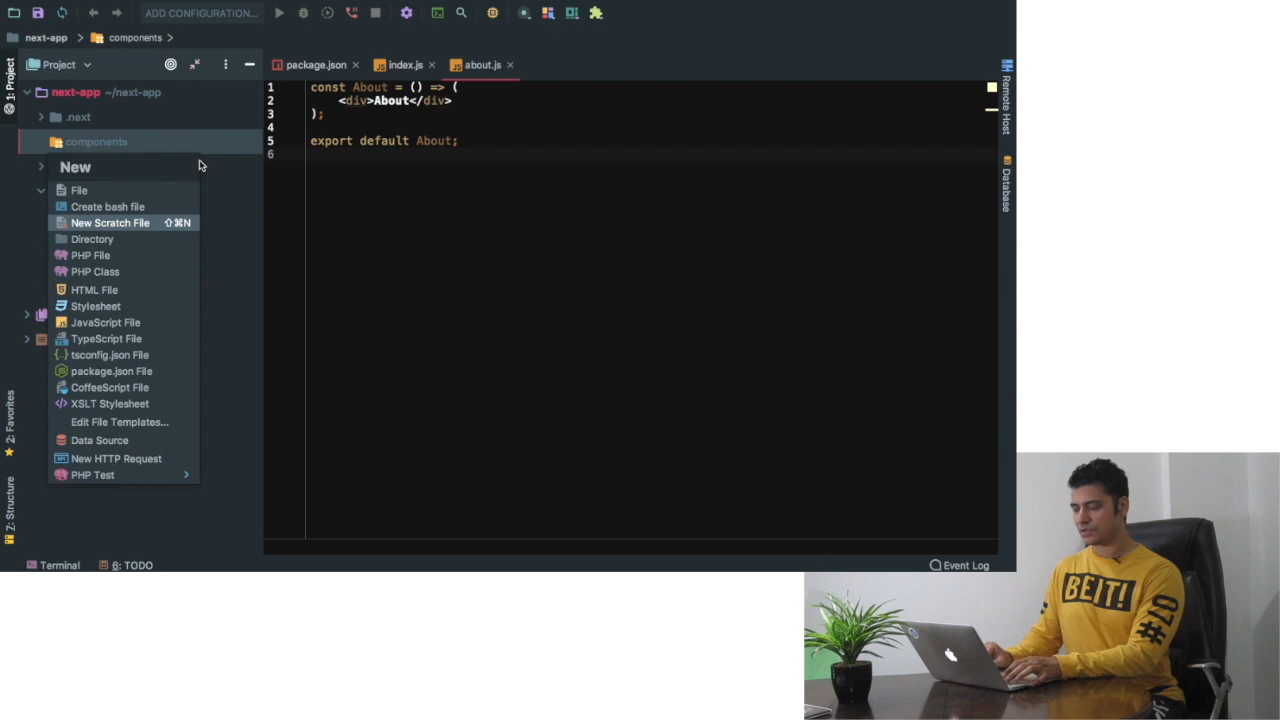 ADD CONFIGURATION...
next-app
components
1: Project
Project
package.json
index.js
about.js
next-app ~/next-app
.next
components
New
File
Create bash file
New Scratch File ⇧⌘N
Directory
PHP File
PHP Class
HTML File
Stylesheet
JavaScript File
TypeScript File
tsconfig.json File
package.json File
CoffeeScript File
XSLT Stylesheet
Edit File Templates...
Data Source
New HTTP Request
PHP Test
1 const About = () => (
2 <div>About</div>
3 );
4
5 export default About;
6
Remote Host
Database
2: Favorites
Z: Structure
Terminal
6: TODO
Event Log
BEIT!
07#